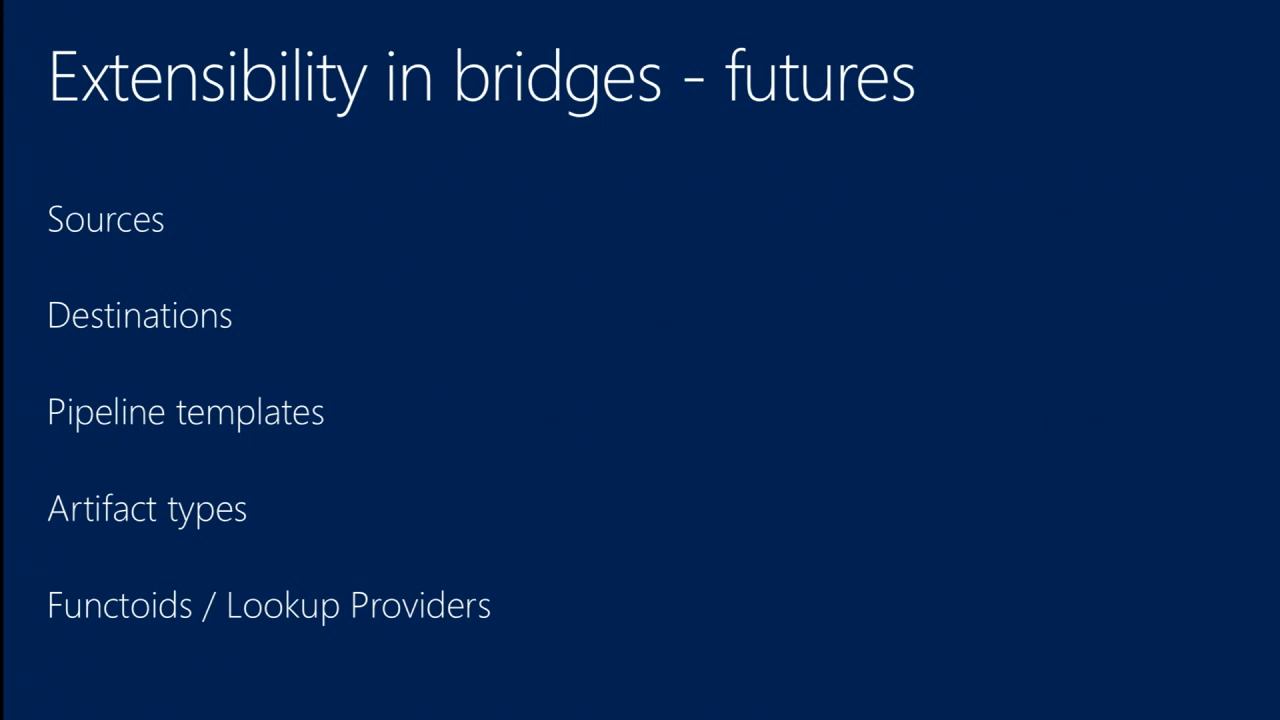 Extensibility in bridges - futures
Sources
Destinations
Pipeline templates
Artifact types
Functoids / Lookup Providers